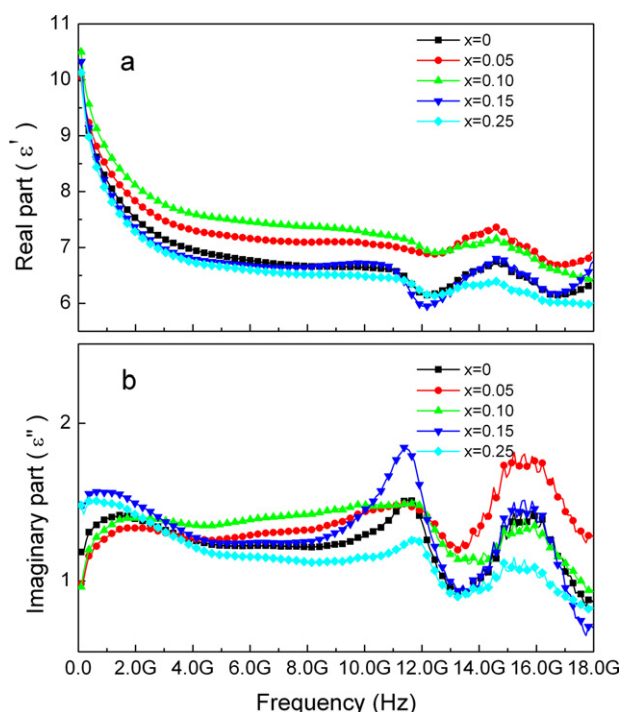 11
10
9
8
7
6
Real part ( ε' )
a
x=0
x=0.05
x=0.10
x=0.15
x=0.25
2
1
Imaginary part ( ε" )
b
x=0
x=0.05
x=0.10
x=0.15
x=0.25
0.0 2.0G 4.0G 6.0G 8.0G 10.0G 12.0G 14.0G 16.0G 18.0G
Frequency (Hz)